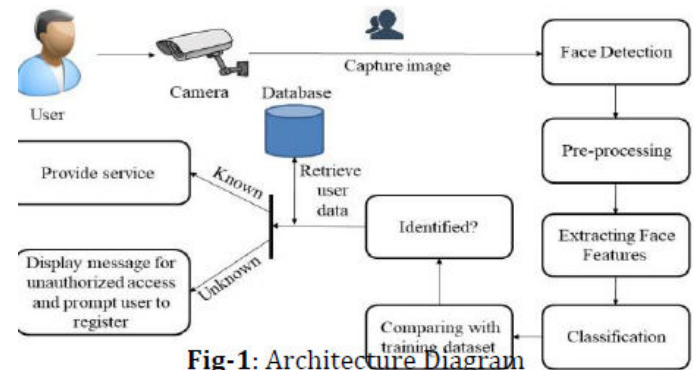 User
Camera
Capture image
Face Detection
Pre-processing
Extracting Face
Features
Classification
Comparing with
training dataset
Identified?
Database
Retrieve
user
data
Known
Unknown
Provide service
Display message for
unauthorized access
and prompt user to
register
Fig-1: Architecture Diagram